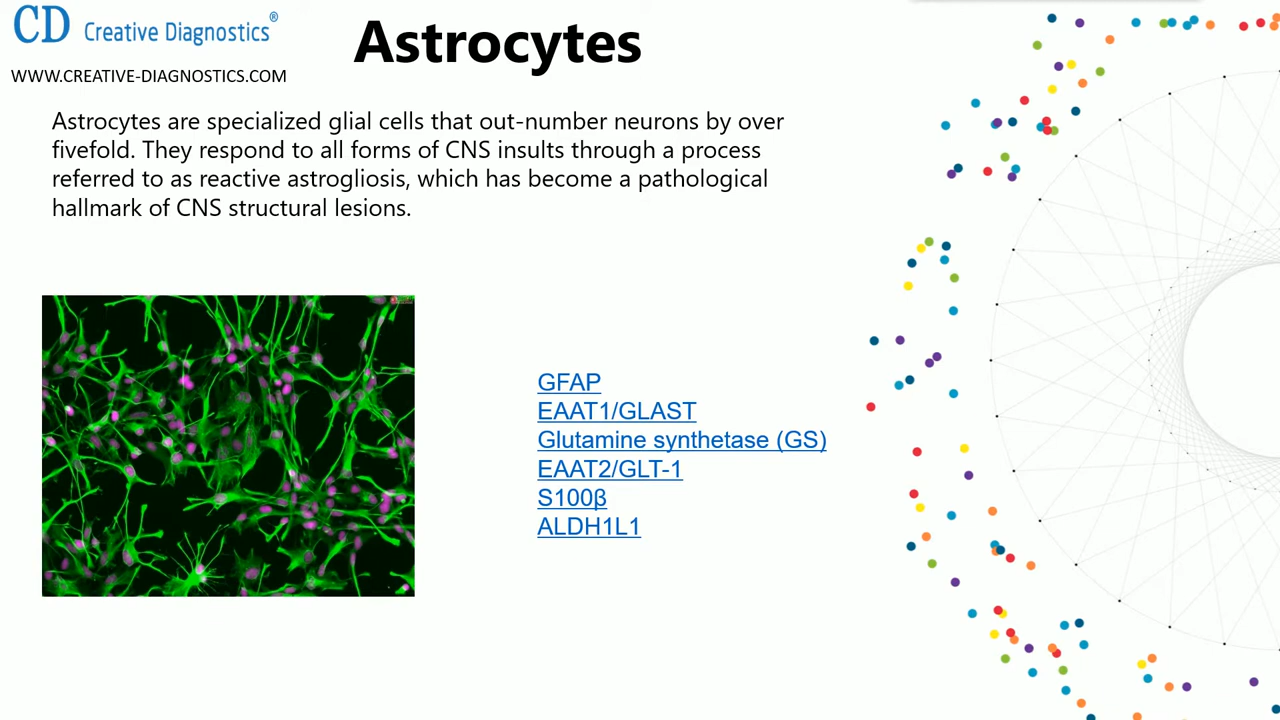 CD Creative Diagnostics®
Astrocytes
WWW.CREATIVE-DIAGNOSTICS.COM
Astrocytes are specialized glial cells that out-number neurons by over
fivefold. They respond to all forms of CNS insults through a process
referred to as reactive astrogliosis, which has become a pathological
hallmark of CNS structural lesions.
GFAP
EAAT1/GLAST
Glutamine synthetase (GS)
EAAT2/GLT-1
S100β
ALDH1L1